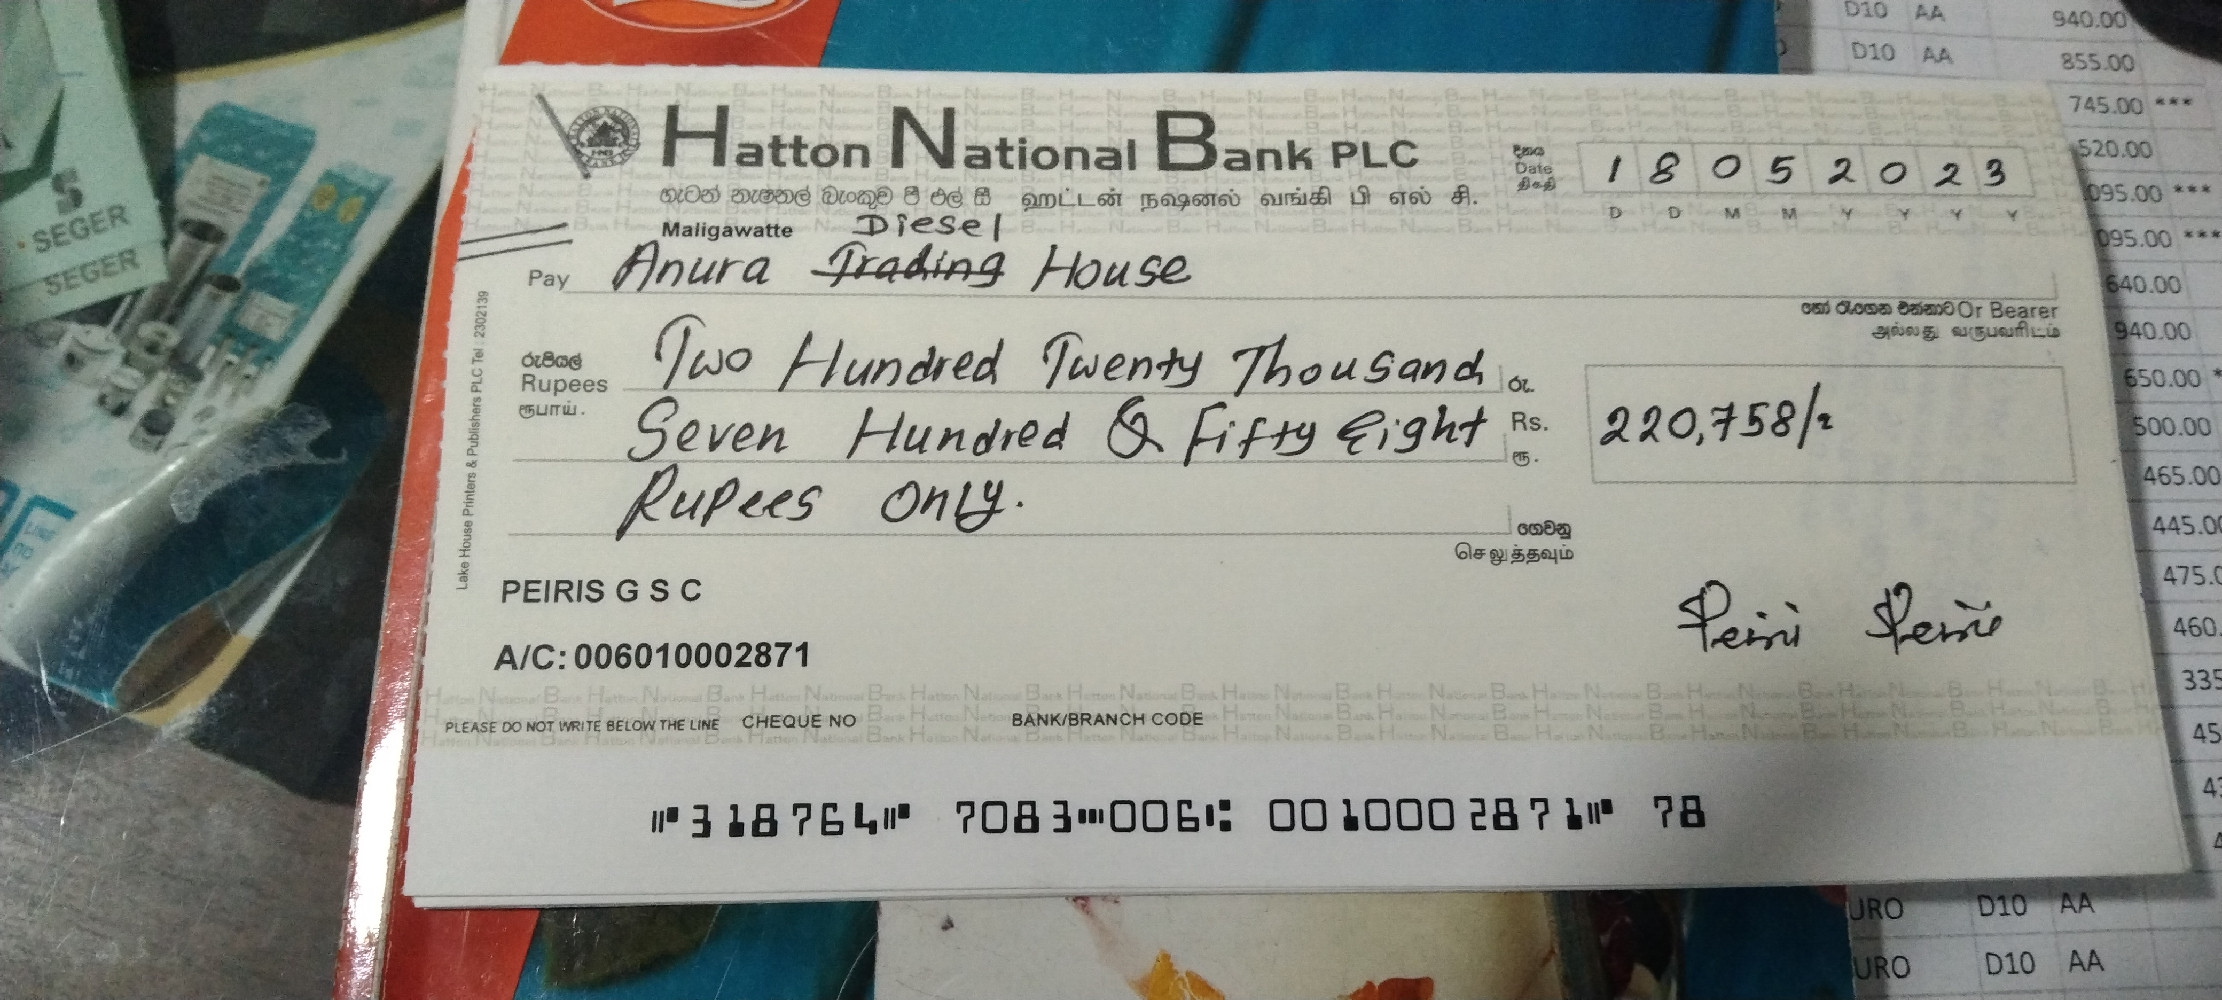 SEGER
SEGER
D10 AA 940.00
D10 AA 855.00
745.00 ***
520.00
095.00 ***
095.00 ***
640.00
940.00
650.00 *
500.00
465.00
445.00
475.0
460.
335
45
Hatton National Bank PLC
හැටන් නැෂනල් බැංකුව පී එල් සී ஹட்டன் நஷனல் வங்கி பி எல் சி.
දිනය
Date
திகதி
1 8 0 5 2 0 2 3
D D M M Y Y Y Y
Maligawatte Diesel
Pay Anura Trading House
හෝ රැගෙන එන්නාට Or Bearer
அல்லது வருபவரிடம்
Lake House Printers & Publishers PLC Tel : 2302139
රුපියල්
Rupees
ரூபாய்.
Two Hundred Twenty Thousand
Seven Hundred & Fifty Eight
Rupees Only.
රු.
Rs. 220,758/=
ரூ.
ගෙවනු
செலுத்தவும்
PEIRIS G S C
A/C: 006010002871
Peiris Peiris
PLEASE DO NOT WRITE BELOW THE LINE CHEQUE NO BANK/BRANCH CODE
⑈318764⑈ 7083⑉006⑆ 0010002871⑈ 78
URO D10 AA
URO D10 AA